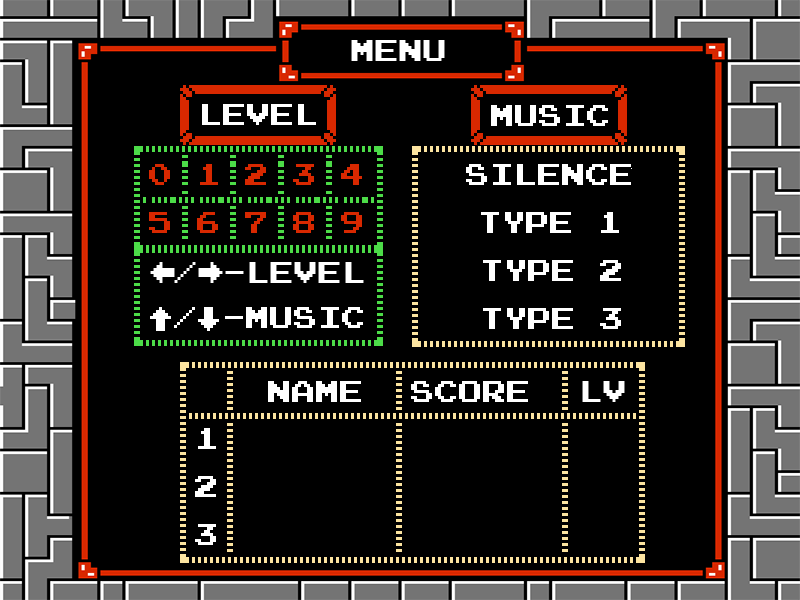 MENU
LEVEL
0 1 2 3 4
5 6 7 8 9
←/→-LEVEL
↑/↓-MUSIC
MUSIC
SILENCE
TYPE 1
TYPE 2
TYPE 3
NAME SCORE LV
1
2
3